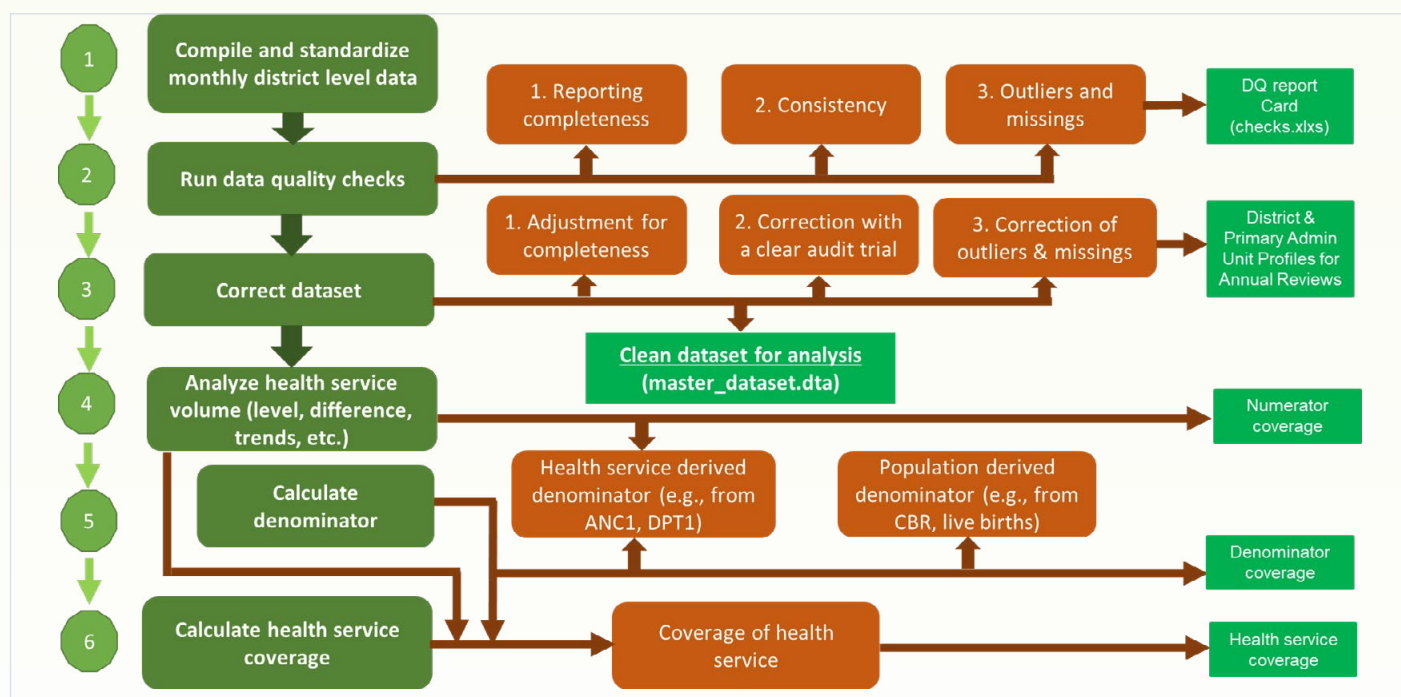 1
Compile and standardize
monthly district level data
1. Reporting
completeness
2. Consistency
3. Outliers and
missings
DQ report
Card
(checks.xlxs)
2
Run data quality checks
1. Adjustment for
completeness
2. Correction with
a clear audit trial
3. Correction of
outliers & missings
District &
Primary Admin
Unit Profiles for
Annual Reviews
3
Correct dataset
Clean dataset for analysis
(master_dataset.dta)
4
Analyze health service
volume (level, difference,
trends, etc.)
Numerator
coverage
5
Calculate
denominator
Health service derived
denominator (e.g., from
ANC1, DPT1)
Population derived
denominator (e.g., from
CBR, live births)
Denominator
coverage
6
Calculate health service
coverage
Coverage of health
service
Health service
coverage